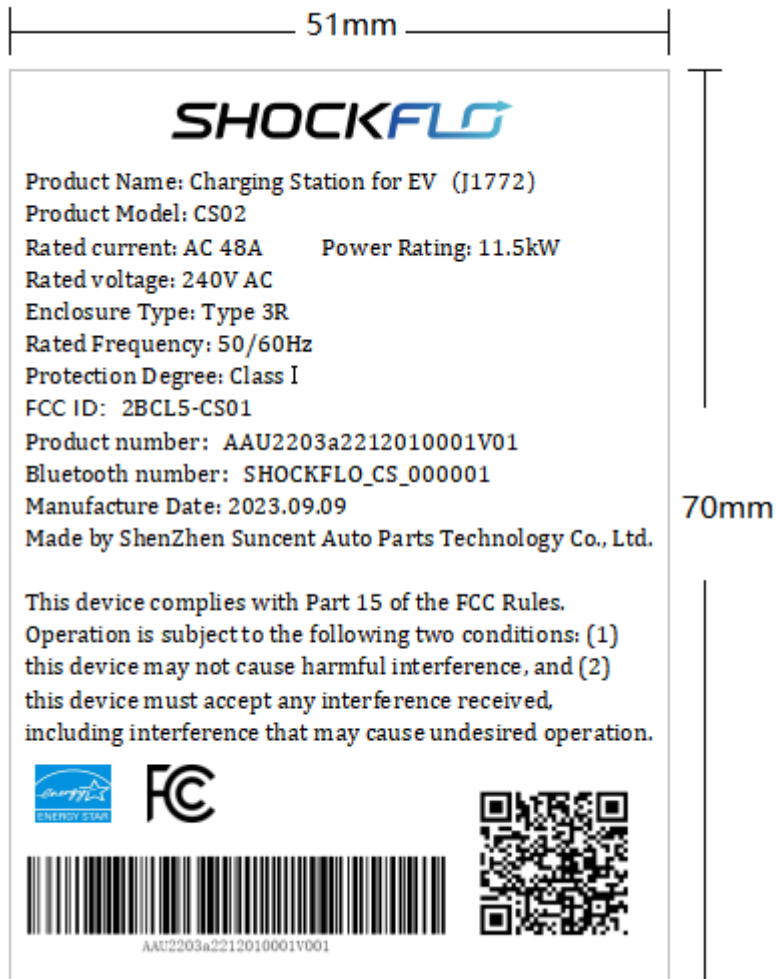 51mm
SHOCKFLO
Product Name: Charging Station for EV (J1772)
Product Model: CS02
Rated current: AC 48A Power Rating: 11.5kW
Rated voltage: 240V AC
Enclosure Type: Type 3R
Rated Frequency: 50/60Hz
Protection Degree: Class I
FCC ID: 2BCL5-CS01
Product number: AAU2203a2212010001V01
Bluetooth number: SHOCKFLO_CS_000001
Manufacture Date: 2023.09.09
70mm
Made by ShenZhen Suncent Auto Parts Technology Co., Ltd.
This device complies with Part 15 of the FCC Rules.
Operation is subject to the following two conditions: (1)
this device may not cause harmful interference, and (2)
this device must accept any interference received,
including interference that may cause undesired operation.
energy
ENERGY STAR
FC
AAU2203a2212010001V001